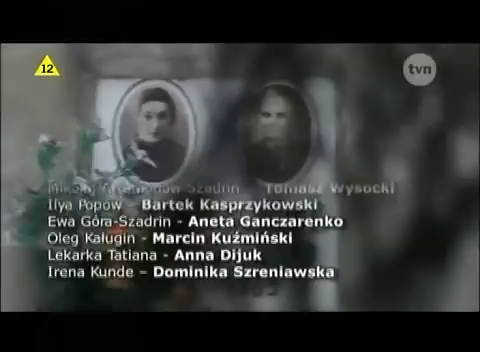 12
tvn
Szadrin Tomasz Wysocki
Ilya Popow – Bartek Kasprzykowski
Ewa Góra-Szadrin - Aneta Ganczarenko
Oleg Kaługin - Marcin Kuźmiński
Lekarka Tatiana - Anna Dijuk
Irena Kunde – Dominika Szreniawska